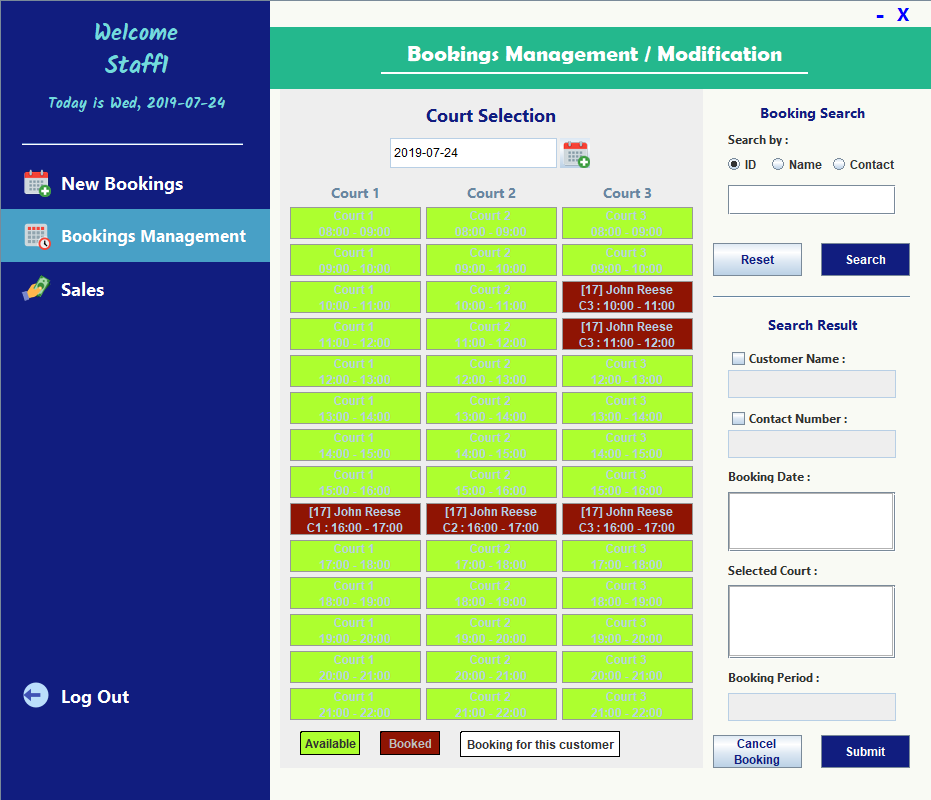 - X
Welcome
Staff1
Today is Wed, 2019-07-24
New Bookings
Bookings Management
Sales
Log Out
Bookings Management / Modification
Court Selection
2019-07-24
Court 1 Court 2 Court 3
Court 1 Court 2 Court 3
08:00 - 09:00 08:00 - 09:00 08:00 - 09:00
Court 1 Court 2 Court 3
09:00 - 10:00 09:00 - 10:00 09:00 - 10:00
Court 1 Court 2 [17] John Reese
10:00 - 11:00 10:00 - 11:00 C3 : 10:00 - 11:00
Court 1 Court 2 [17] John Reese
11:00 - 12:00 11:00 - 12:00 C3 : 11:00 - 12:00
Court 1 Court 2 Court 3
12:00 - 13:00 12:00 - 13:00 12:00 - 13:00
Court 1 Court 2 Court 3
13:00 - 14:00 13:00 - 14:00 13:00 - 14:00
Court 1 Court 2 Court 3
14:00 - 15:00 14:00 - 15:00 14:00 - 15:00
Court 1 Court 2 Court 3
15:00 - 16:00 15:00 - 16:00 15:00 - 16:00
[17] John Reese [17] John Reese [17] John Reese
C1 : 16:00 - 17:00 C2 : 16:00 - 17:00 C3 : 16:00 - 17:00
Court 1 Court 2 Court 3
17:00 - 18:00 17:00 - 18:00 17:00 - 18:00
Court 1 Court 2 Court 3
18:00 - 19:00 18:00 - 19:00 18:00 - 19:00
Court 1 Court 2 Court 3
19:00 - 20:00 19:00 - 20:00 19:00 - 20:00
Court 1 Court 2 Court 3
20:00 - 21:00 20:00 - 21:00 20:00 - 21:00
Court 1 Court 2 Court 3
21:00 - 22:00 21:00 - 22:00 21:00 - 22:00
Available Booked Booking for this customer
Booking Search
Search by :
ID Name Contact
Reset Search
Search Result
Customer Name :
Contact Number :
Booking Date :
Selected Court :
Booking Period :
Cancel
Booking
Submit